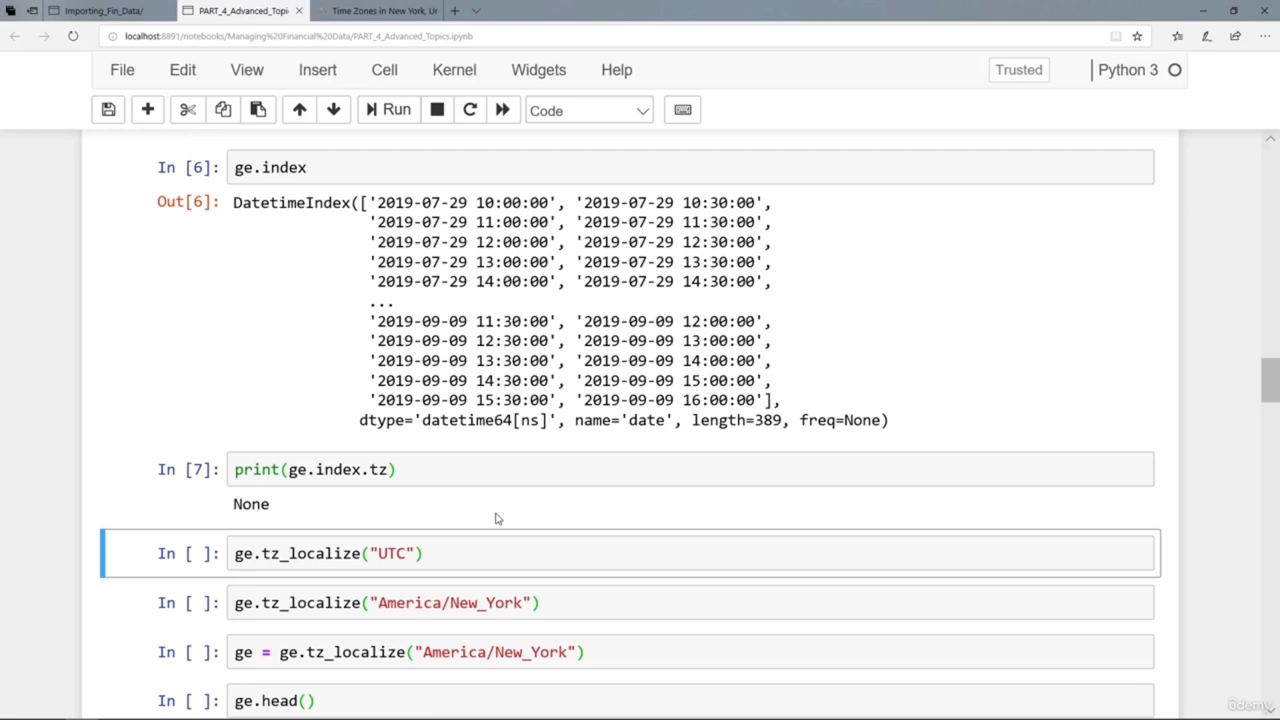 Importing_Fin_Data/
PART_4_Advanced_Topi
Time Zones in New York, Ur
localhost:8891/notebooks/Managing%20Financial%20Data/PART_4_Advanced_Topics.ipynb
File Edit View Insert Cell Kernel Widgets Help Trusted Python 3
Run Code
In [6]: ge.index
Out[6]: DatetimeIndex(['2019-07-29 10:00:00', '2019-07-29 10:30:00',
'2019-07-29 11:00:00', '2019-07-29 11:30:00',
'2019-07-29 12:00:00', '2019-07-29 12:30:00',
'2019-07-29 13:00:00', '2019-07-29 13:30:00',
'2019-07-29 14:00:00', '2019-07-29 14:30:00',
...
'2019-09-09 11:30:00', '2019-09-09 12:00:00',
'2019-09-09 12:30:00', '2019-09-09 13:00:00',
'2019-09-09 13:30:00', '2019-09-09 14:00:00',
'2019-09-09 14:30:00', '2019-09-09 15:00:00',
'2019-09-09 15:30:00', '2019-09-09 16:00:00'],
dtype='datetime64[ns]', name='date', length=389, freq=None)
In [7]: print(ge.index.tz)
None
In [ ]: ge.tz_localize("UTC")
In [ ]: ge.tz_localize("America/New_York")
In [ ]: ge = ge.tz_localize("America/New_York")
In [ ]: ge.head()
Udemy